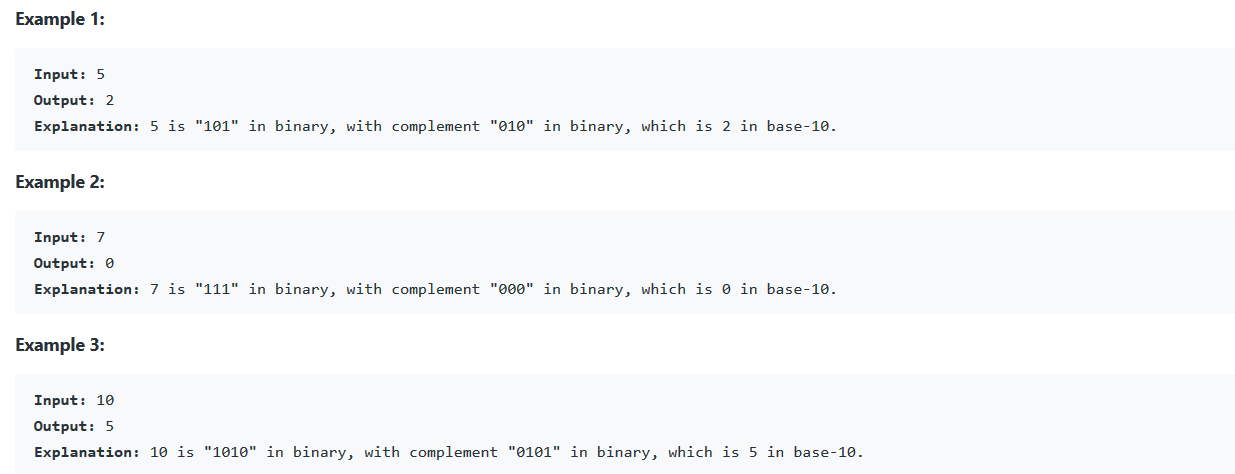 Example 1:
Input: 5
Output: 2
Explanation: 5 is "101" in binary, with complement "010" in binary, which is 2 in base-10.
Example 2:
Input: 7
Output: 0
Explanation: 7 is "111" in binary, with complement "000" in binary, which is 0 in base-10.
Example 3:
Input: 10
Output: 5
Explanation: 10 is "1010" in binary, with complement "0101" in binary, which is 5 in base-10.